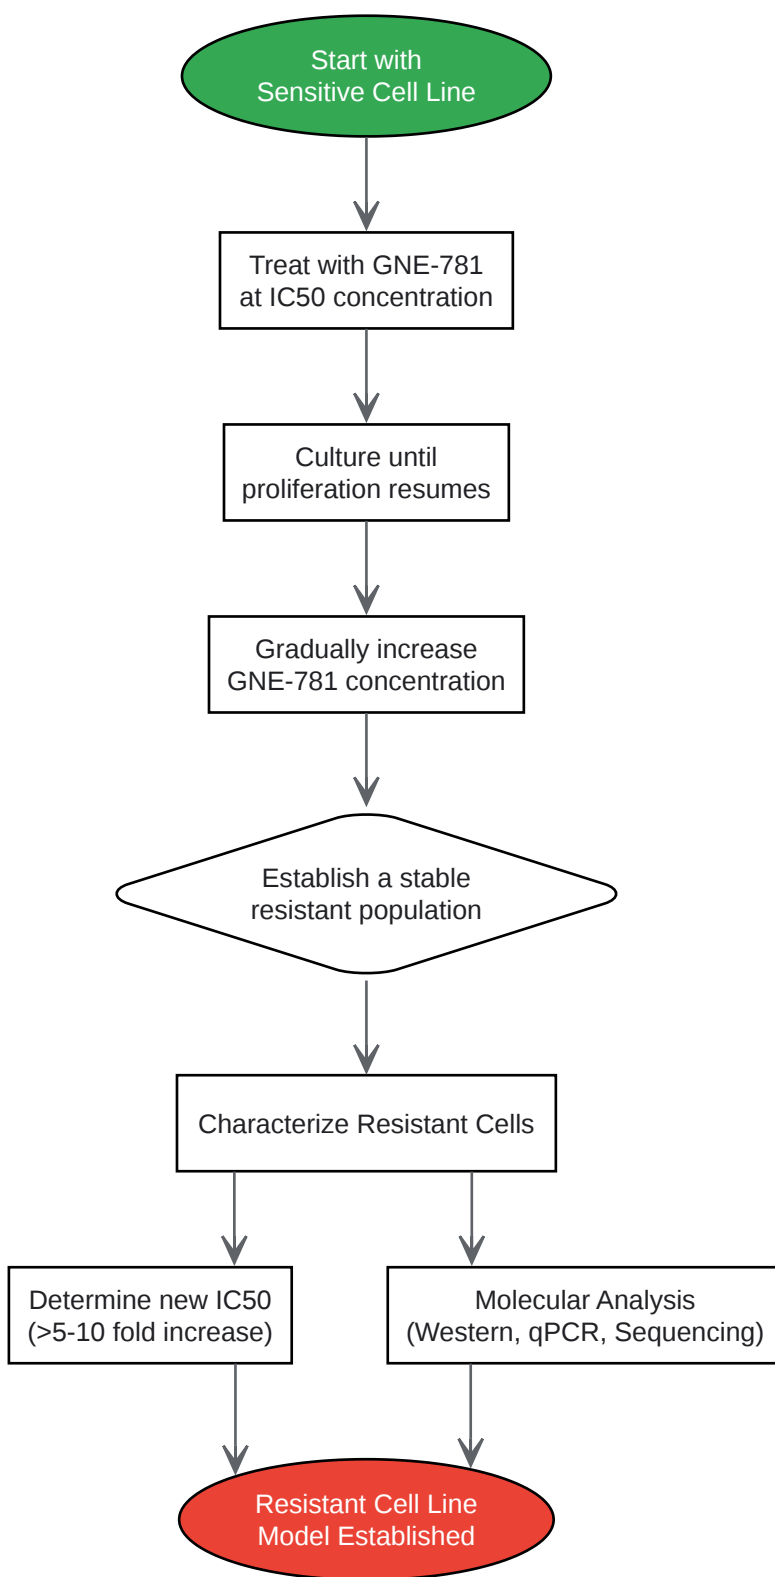 Start with
Sensitive Cell Line
Treat with GNE-781
at IC50 concentration
Culture until
proliferation resumes
Gradually increase
GNE-781 concentration
Establish a stable
resistant population
Characterize Resistant Cells
Determine new IC50
(>5-10 fold increase)
Molecular Analysis
(Western, qPCR, Sequencing)
Resistant Cell Line
Model Established